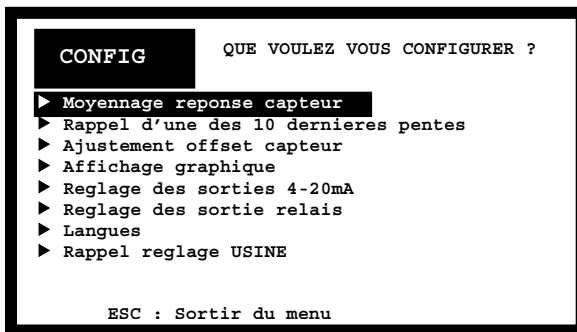 CONFIG
QUE VOULEZ VOUS CONFIGURER ?
Moyennage reponse capteur
Rappel d'une des 10 dernieres pentes
Ajustement offset capteur
Affichage graphique
Reglage des sorties 4-20mA
Reglage des sortie relais
Langues
Rappel reglage USINE
ESC : Sortir du menu